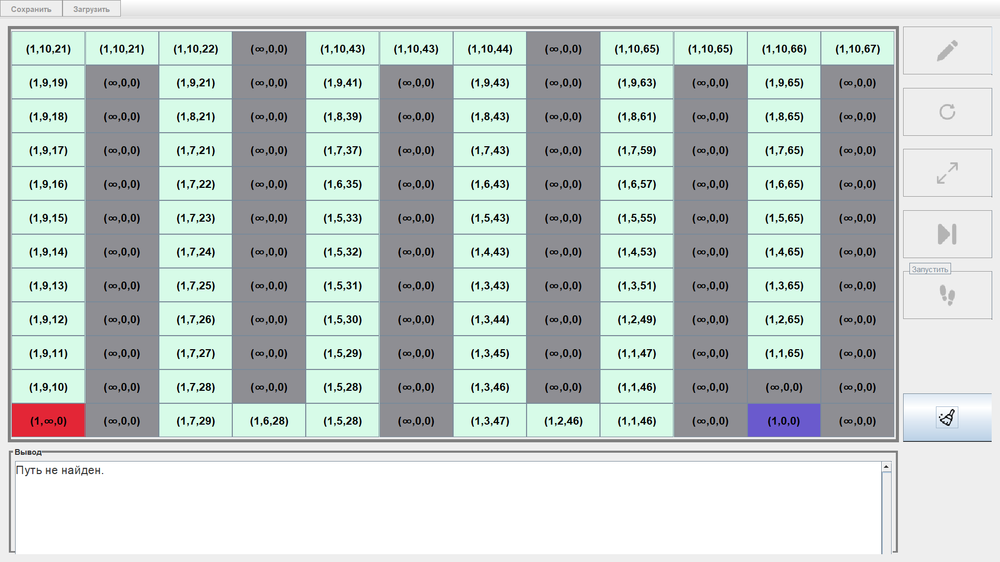 Сохранить Загрузить
(1,10,21) (1,10,21) (1,10,22) (∞,0,0) (1,10,43) (1,10,43) (1,10,44) (∞,0,0) (1,10,65) (1,10,65) (1,10,66) (1,10,67)
(1,9,19) (∞,0,0) (1,9,21) (∞,0,0) (1,9,41) (∞,0,0) (1,9,43) (∞,0,0) (1,9,63) (∞,0,0) (1,9,65) (∞,0,0)
(1,9,18) (∞,0,0) (1,8,21) (∞,0,0) (1,8,39) (∞,0,0) (1,8,43) (∞,0,0) (1,8,61) (∞,0,0) (1,8,65) (∞,0,0)
(1,9,17) (∞,0,0) (1,7,21) (∞,0,0) (1,7,37) (∞,0,0) (1,7,43) (∞,0,0) (1,7,59) (∞,0,0) (1,7,65) (∞,0,0)
(1,9,16) (∞,0,0) (1,7,22) (∞,0,0) (1,6,35) (∞,0,0) (1,6,43) (∞,0,0) (1,6,57) (∞,0,0) (1,6,65) (∞,0,0)
(1,9,15) (∞,0,0) (1,7,23) (∞,0,0) (1,5,33) (∞,0,0) (1,5,43) (∞,0,0) (1,5,55) (∞,0,0) (1,5,65) (∞,0,0)
(1,9,14) (∞,0,0) (1,7,24) (∞,0,0) (1,5,32) (∞,0,0) (1,4,43) (∞,0,0) (1,4,53) (∞,0,0) (1,4,65) (∞,0,0)
Запустить
(1,9,13) (∞,0,0) (1,7,25) (∞,0,0) (1,5,31) (∞,0,0) (1,3,43) (∞,0,0) (1,3,51) (∞,0,0) (1,3,65) (∞,0,0)
(1,9,12) (∞,0,0) (1,7,26) (∞,0,0) (1,5,30) (∞,0,0) (1,3,44) (∞,0,0) (1,2,49) (∞,0,0) (1,2,65) (∞,0,0)
(1,9,11) (∞,0,0) (1,7,27) (∞,0,0) (1,5,29) (∞,0,0) (1,3,45) (∞,0,0) (1,1,47) (∞,0,0) (1,1,65) (∞,0,0)
(1,9,10) (∞,0,0) (1,7,28) (∞,0,0) (1,5,28) (∞,0,0) (1,3,46) (∞,0,0) (1,1,46) (∞,0,0) (∞,0,0) (∞,0,0)
(1,∞,0) (∞,0,0) (1,7,29) (1,6,28) (1,5,28) (∞,0,0) (1,3,47) (1,2,46) (1,1,46) (∞,0,0) (1,0,0) (∞,0,0)
Вывод
Путь не найден.